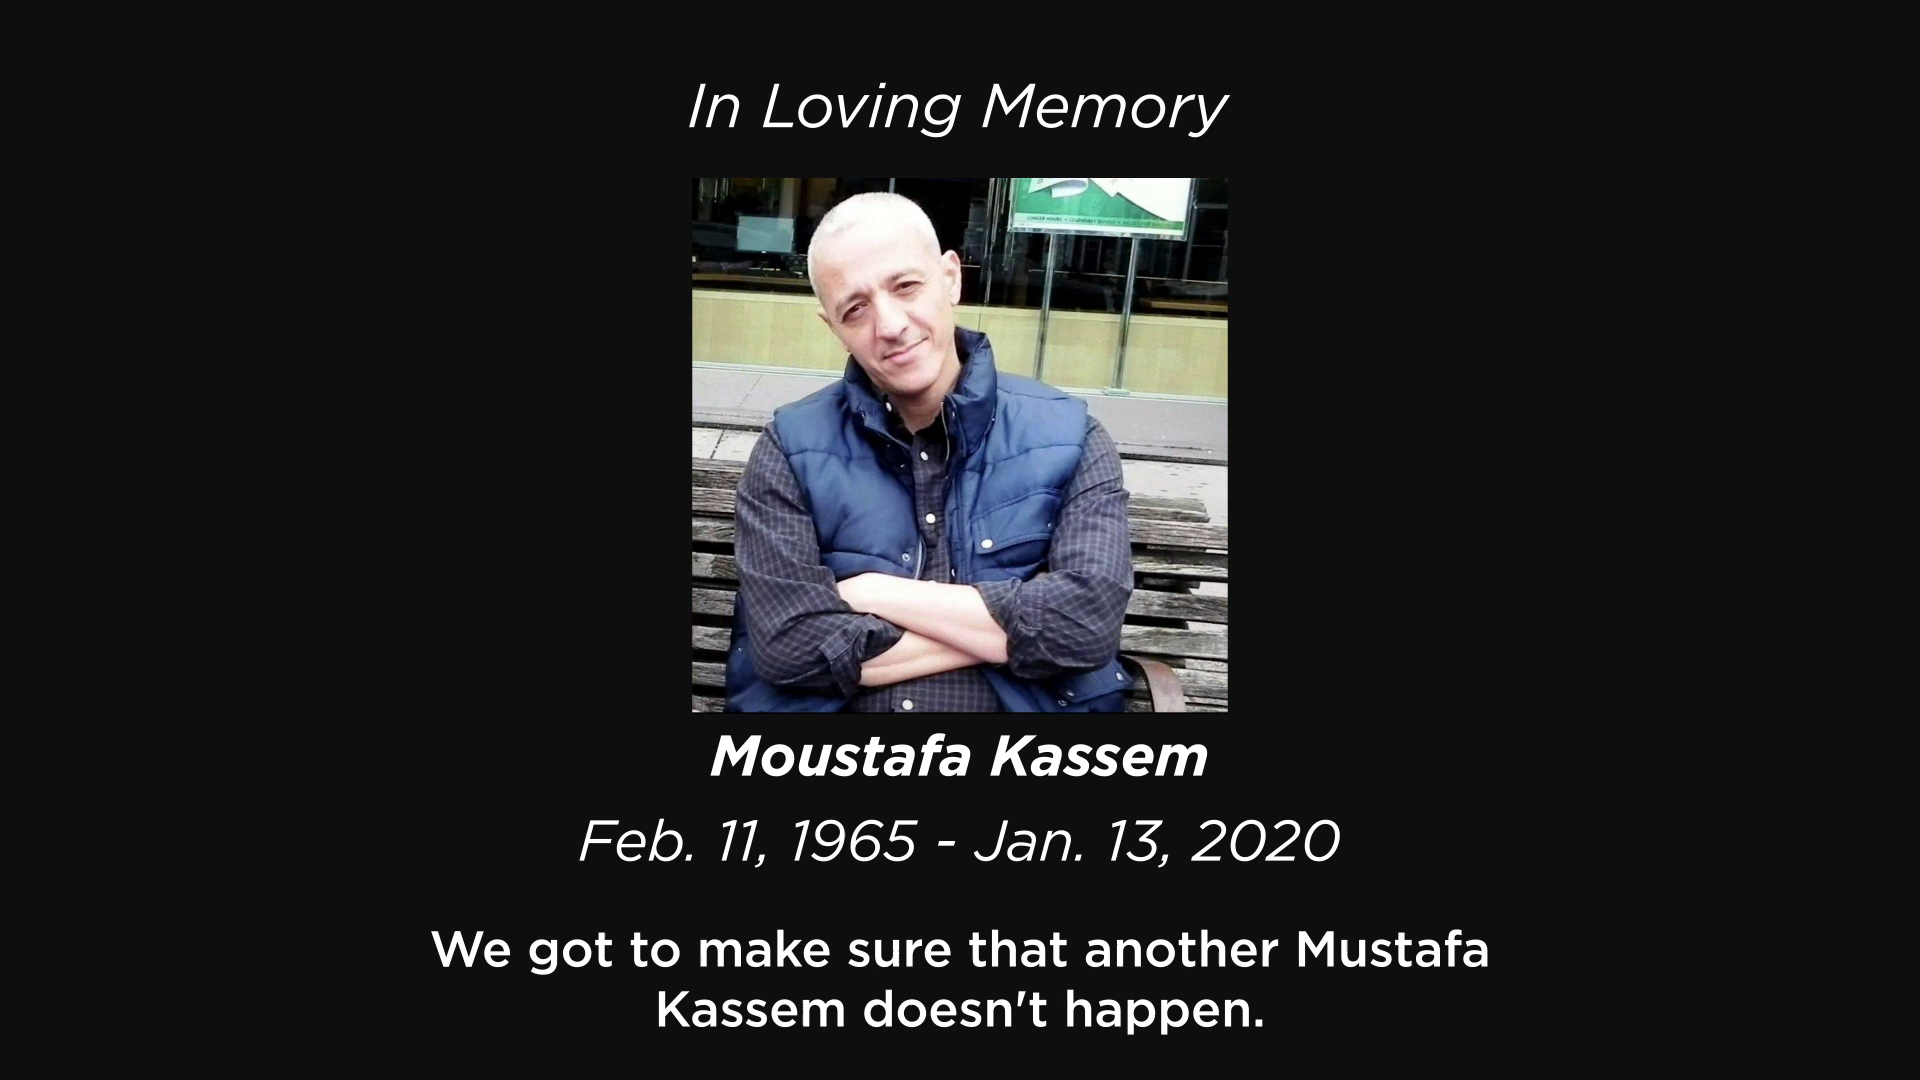 In Loving Memory
Moustafa Kassem
Feb. 11, 1965 - Jan. 13, 2020
We got to make sure that another Mustafa
Kassem doesn't happen.